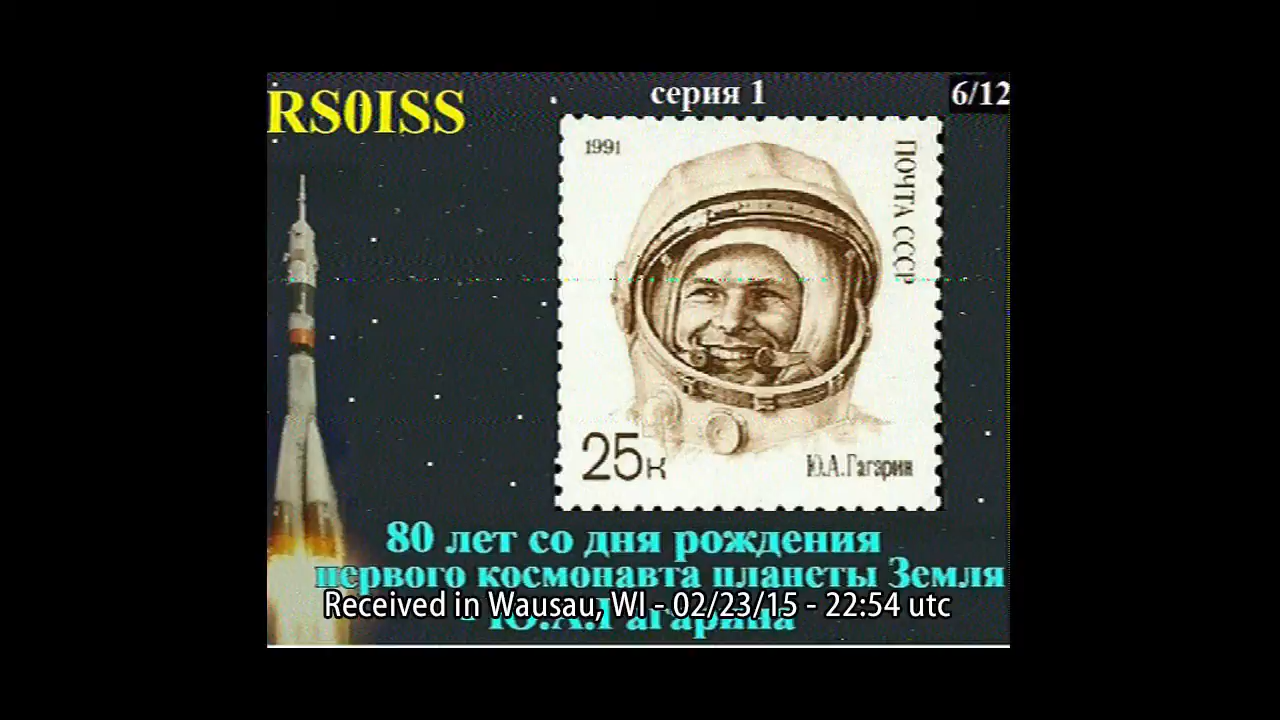 RS0ISS
серия 1
6/12
1991
ПОЧТА СССР
25к
Ю.А.Гагарин
80 лет со дня рождения
первого космонавта планеты Земля
- Ю.А.Гагарина
Received in Wausau, WI - 02/23/15 - 22:54 utc